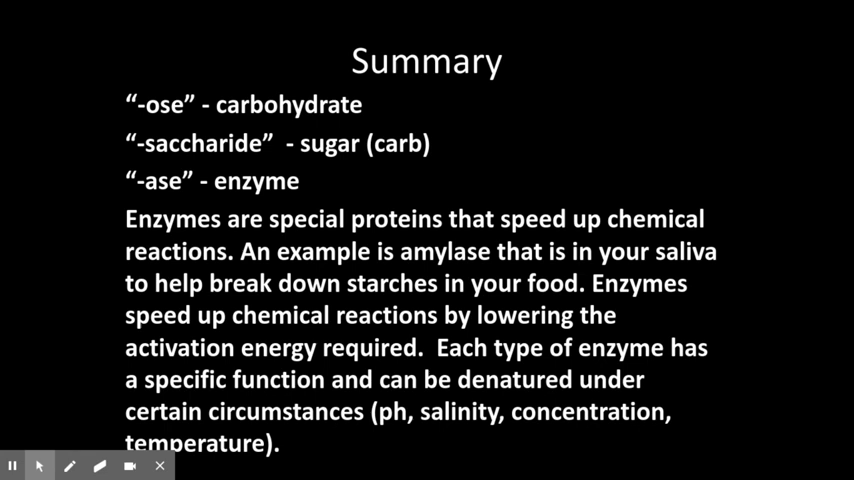 Summary
“-ose” - carbohydrate
“-saccharide”  - sugar (carb)
“-ase” - enzyme
Enzymes are special proteins that speed up chemical
reactions. An example is amylase that is in your saliva
to help break down starches in your food. Enzymes
speed up chemical reactions by lowering the
activation energy required.  Each type of enzyme has
a specific function and can be denatured under
certain circumstances (ph, salinity, concentration,
temperature).